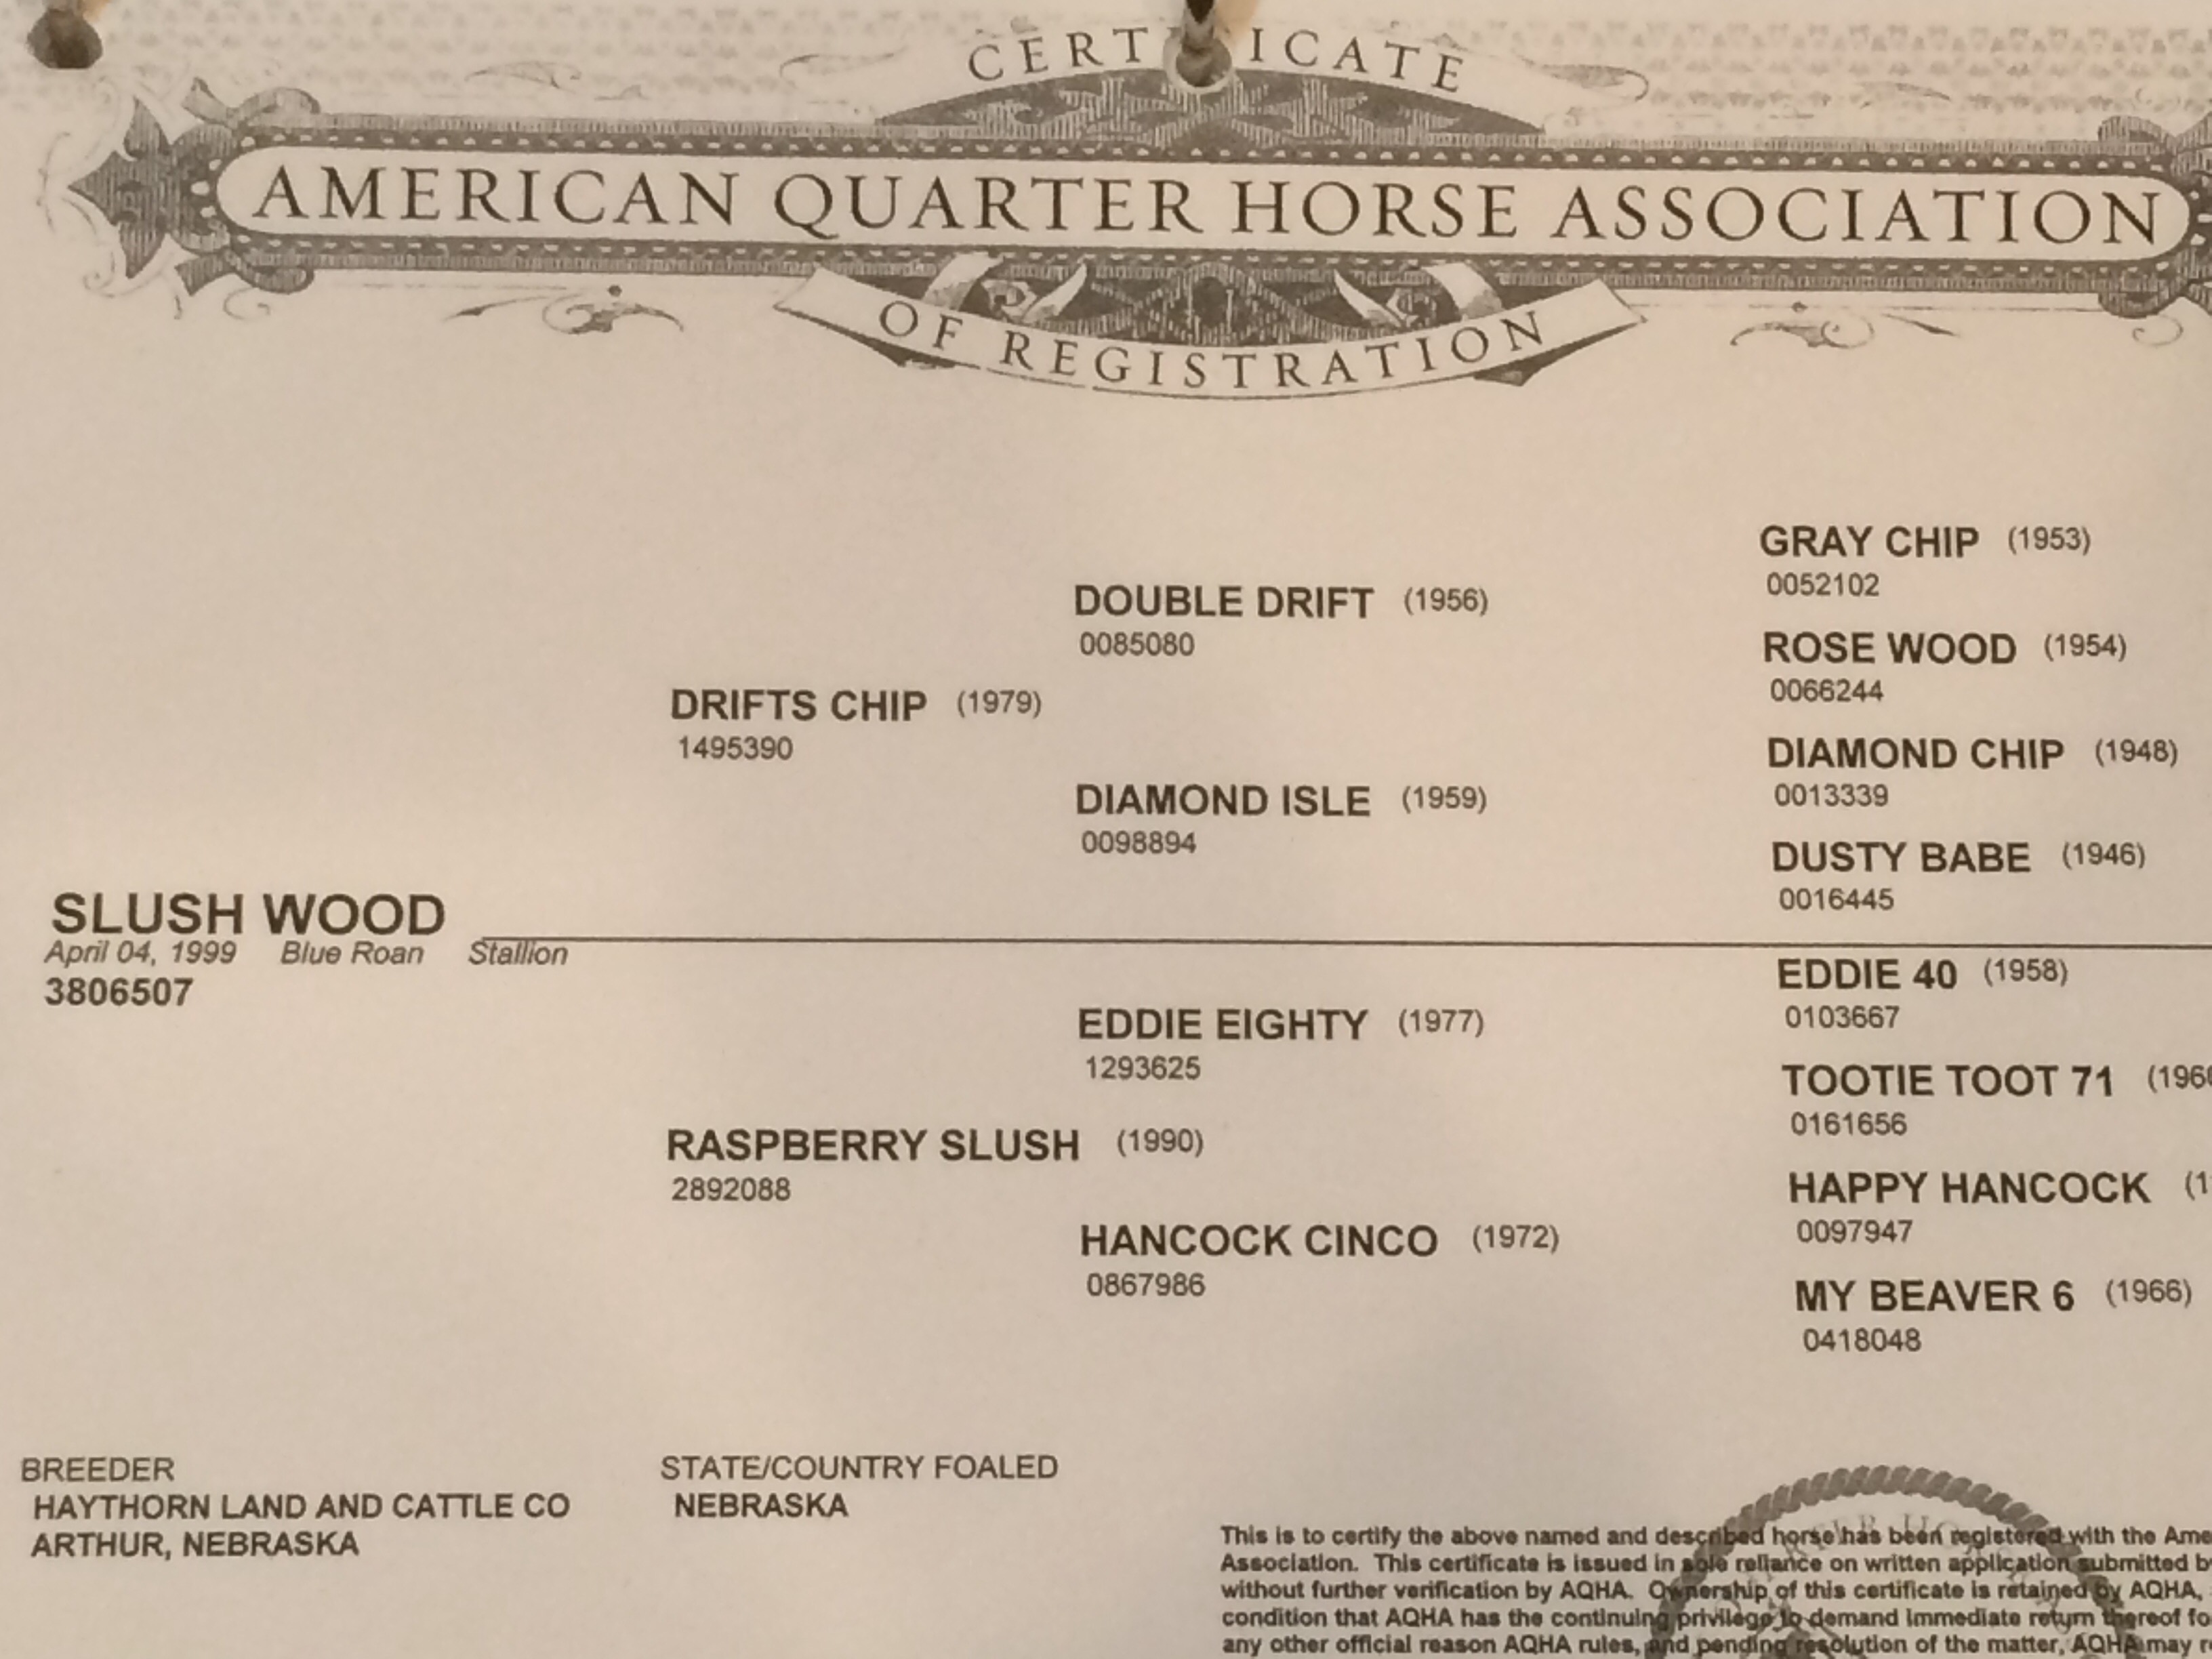 CERT ICATE
AMERICAN QUARTER HORSE ASSOCIATION
OF REGISTRATION
GRAY CHIP (1953)
0052102
DOUBLE DRIFT (1956)
0085080
ROSE WOOD (1954)
0066244
DRIFTS CHIP (1979)
1495390
DIAMOND CHIP (1948)
0013339
DIAMOND ISLE (1959)
0098894
DUSTY BABE (1946)
0016445
SLUSH WOOD
April 04, 1999 Blue Roan Stallion
3806507
EDDIE 40 (1958)
0103667
EDDIE EIGHTY (1977)
1293625
TOOTIE TOOT 71 (196
0161656
RASPBERRY SLUSH (1990)
2892088
HAPPY HANCOCK (1
0097947
HANCOCK CINCO (1972)
0867986
MY BEAVER 6 (1966)
0418048
BREEDER
HAYTHORN LAND AND CATTLE CO
ARTHUR, NEBRASKA
STATE/COUNTRY FOALED
NEBRASKA
This is to certify the above named and described horse has been registered with the Ame
Association. This certificate is issued in sole reliance on written application submitted b
without further verification by AQHA. Ownership of this certificate is retained by AQHA,
condition that AQHA has the continuing privilege to demand immediate return thereof fo
any other official reason AQHA rules, and pending resolution of the matter, AQHA may r